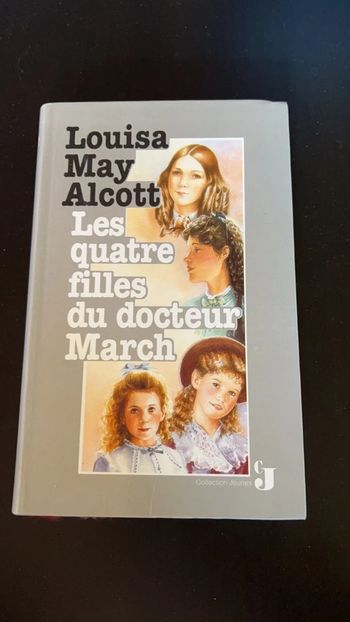 Louisa
May
Alcott
Les
quatre
filles
du docteur
March
CJ
Collection Jeunes